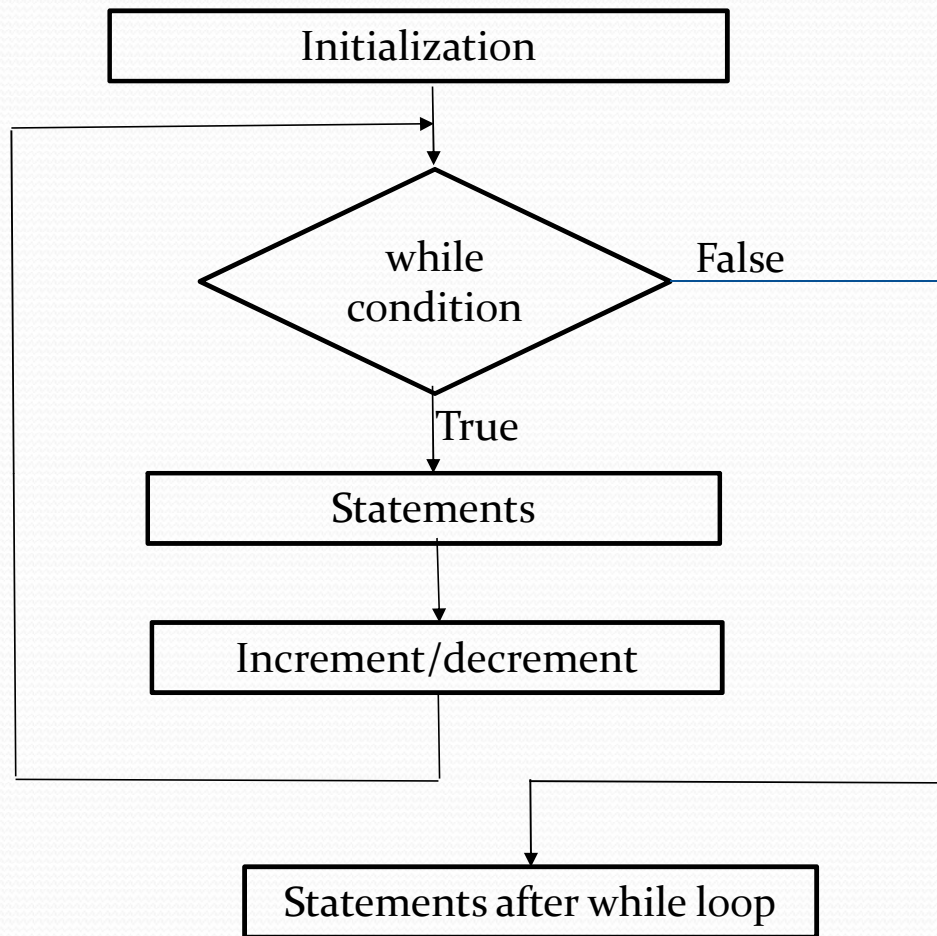 Initialization
while
condition
False
True
Statements
Increment/decrement
Statements after while loop